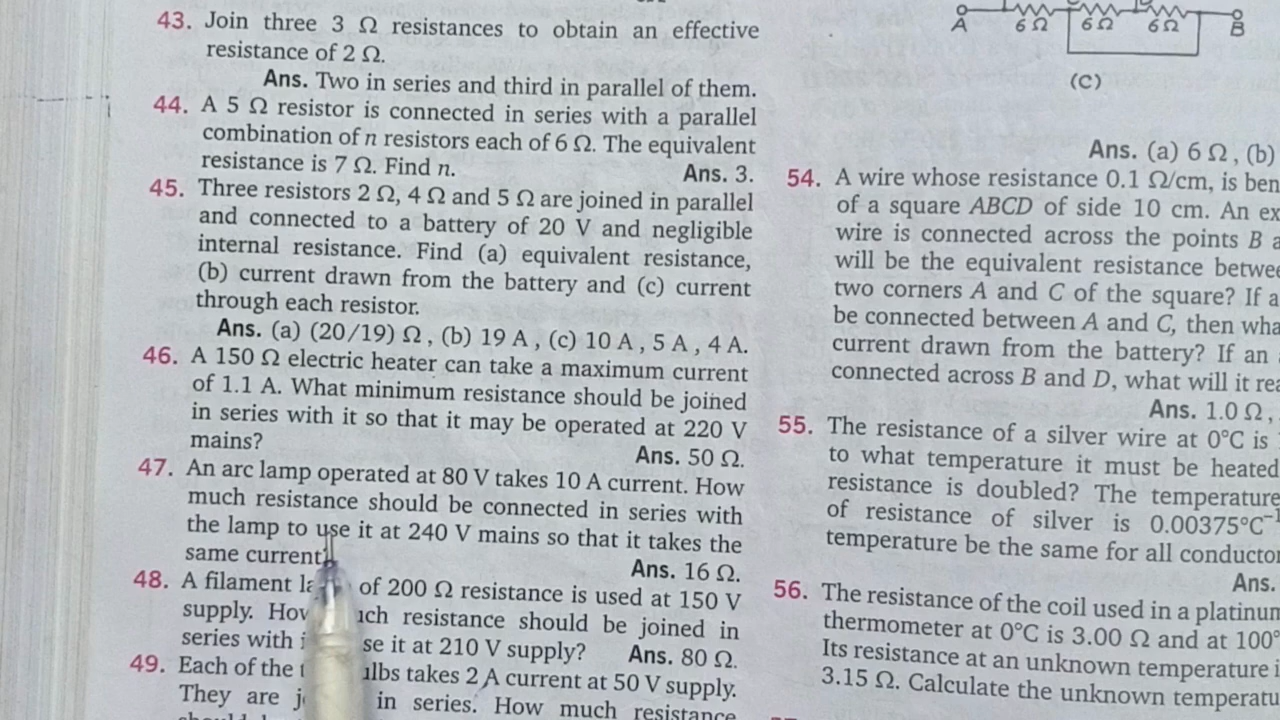 43. Join three 3 Ω resistances to obtain an effective
resistance of 2 Ω.
Ans. Two in series and third in parallel of them.
44. A 5 Ω resistor is connected in series with a parallel
combination of n resistors each of 6 Ω. The equivalent
resistance is 7 Ω. Find n. Ans. 3.
45. Three resistors 2 Ω, 4 Ω and 5 Ω are joined in parallel
and connected to a battery of 20 V and negligible
internal resistance. Find (a) equivalent resistance,
(b) current drawn from the battery and (c) current
through each resistor.
Ans. (a) (20/19) Ω, (b) 19 A, (c) 10 A, 5 A, 4 A.
46. A 150 Ω electric heater can take a maximum current
of 1.1 A. What minimum resistance should be joined
in series with it so that it may be operated at 220 V
mains? Ans. 50 Ω.
47. An arc lamp operated at 80 V takes 10 A current. How
much resistance should be connected in series with
the lamp to use it at 240 V mains so that it takes the
same current Ans. 16 Ω.
48. A filament of 200 Ω resistance is used at 150 V
supply. resistance should be joined in
series with it at 210 V supply? Ans. 80 Ω.
49. Each of the takes 2 A current at 50 V supply.
They are in series. How much resistance
A 6 Ω 6 Ω 6 Ω B
(C)
Ans. (a) 6 Ω, (b)
54. A wire whose resistance 0.1 Ω/cm, is ben
of a square ABCD of side 10 cm. An ex
wire is connected across the points B a
will be the equivalent resistance betwee
two corners A and C of the square? If a
be connected between A and C, then wha
current drawn from the battery? If an
connected across B and D, what will it rea
Ans. 1.0 Ω,
55. The resistance of a silver wire at 0°C is
to what temperature it must be heated
resistance is doubled? The temperature
of resistance of silver is 0.00375°C⁻¹
temperature be the same for all conductor
Ans.
56. The resistance of the coil used in a platinum
thermometer at 0°C is 3.00 Ω and at 100°
Its resistance at an unknown temperature i
3.15 Ω. Calculate the unknown temperatu